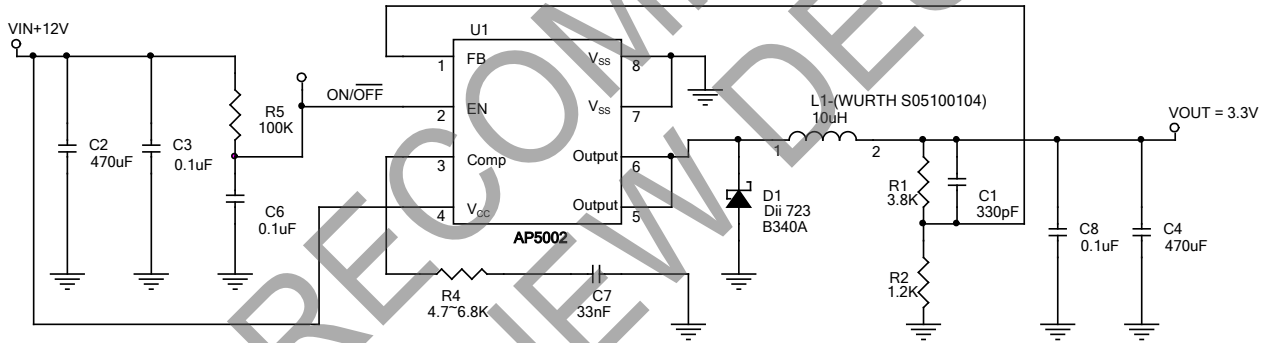 VIN+12V
C2
470uF
C3
0.1uF
R5
100K
C6
0.1uF
ON/OFF
U1
1
FB
2
EN
3
Comp
4
VCC
VSS
8
VSS
7
Output
6
Output
5
AP5002
R4
4.7~6.8K
C7
33nF
D1
Dii 723
B340A
L1-(WURTH S05100104)
10uH
1
2
R1
3.8K
C1
330pF
R2
1.2K
C8
0.1uF
C4
470uF
VOUT = 3.3V